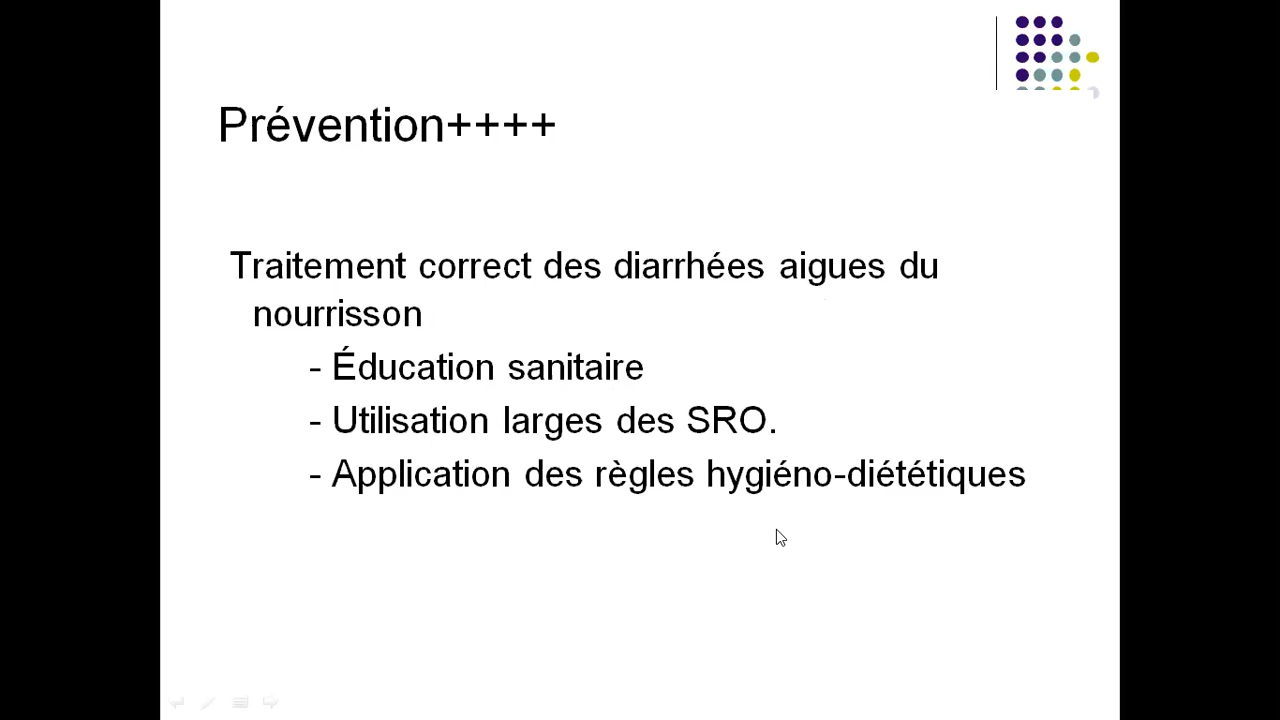 Prévention++++
Traitement correct des diarrhées aigues du
nourrisson
- Éducation sanitaire
- Utilisation larges des SRO.
- Application des règles hygiéno-diététiques